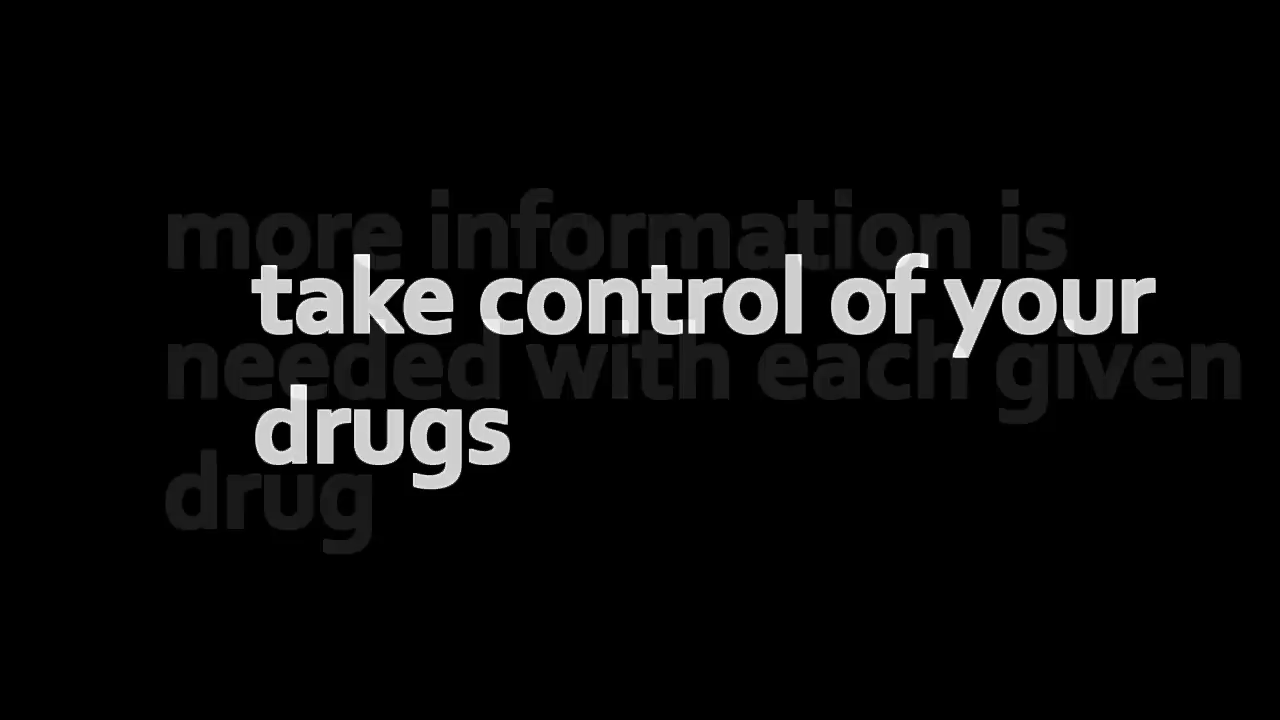 more information is
take control of your
needed with each given
drugs
drug